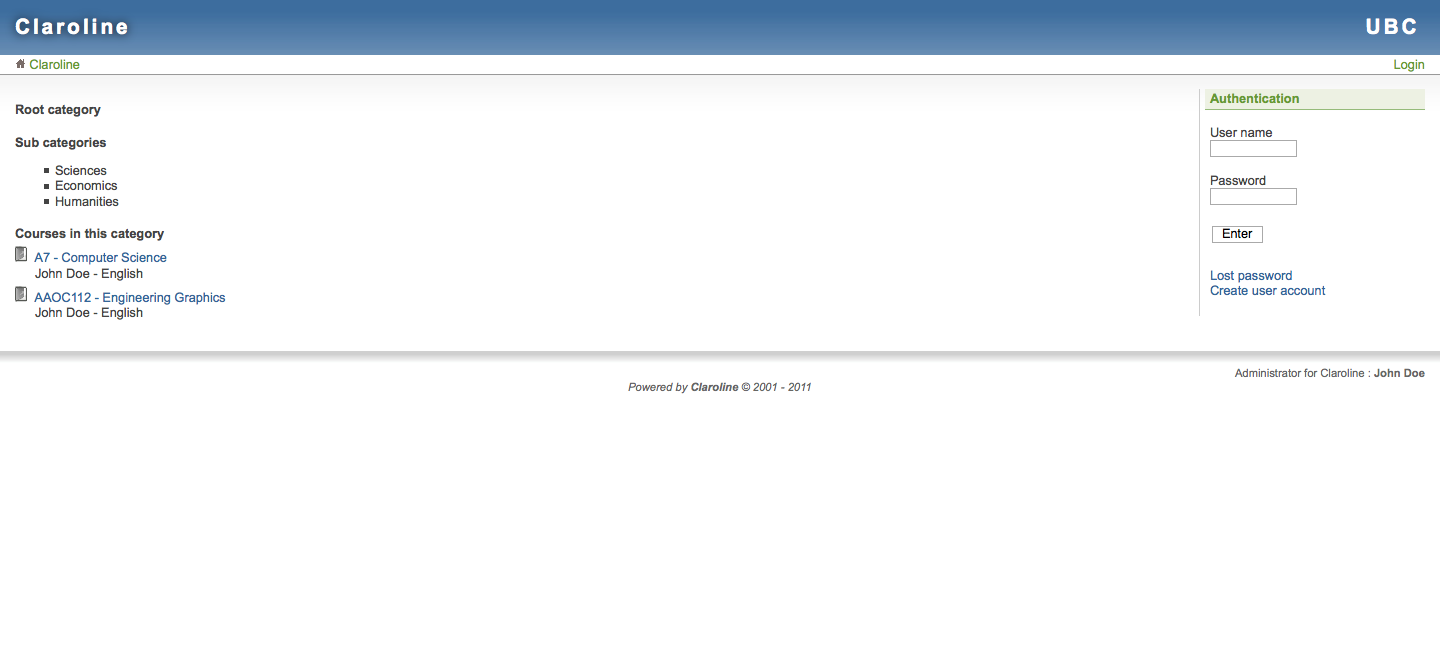 Claroline
UBC
Claroline
Login
Root category
Sub categories
Sciences
Economics
Humanities
Courses in this category
A7 - Computer Science
John Doe - English
AAOC112 - Engineering Graphics
John Doe - English
Authentication
User name
Password
Enter
Lost password
Create user account
Administrator for Claroline : John Doe
Powered by Claroline © 2001 - 2011